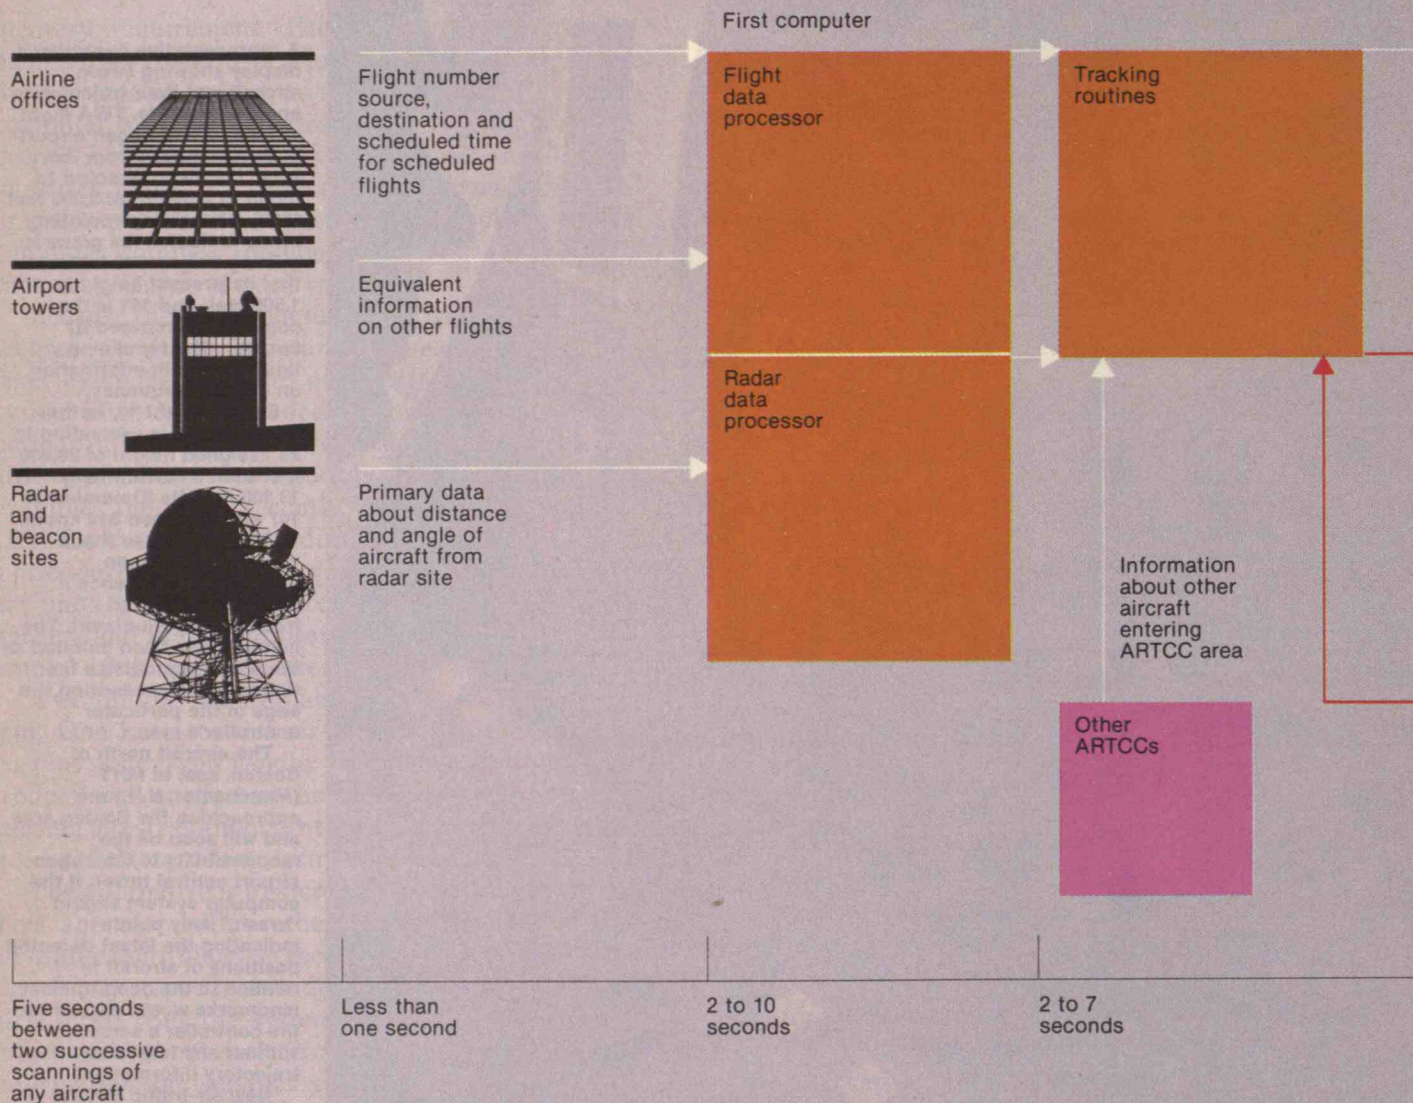 First computer
Airline
offices
Flight number
source,
destination and
scheduled time
for scheduled
flights
Flight
data
processor
Tracking
routines
Airport
towers
Equivalent
information
on other flights
Radar
data
processor
Radar
and
beacon
sites
Primary data
about distance
and angle of
aircraft from
radar site
Information
about other
aircraft
entering
ARTCC area
Other
ARTCCs
Five seconds
between
two successive
scannings of
any aircraft
Less than
one second
2 to 10
seconds
2 to 7
seconds